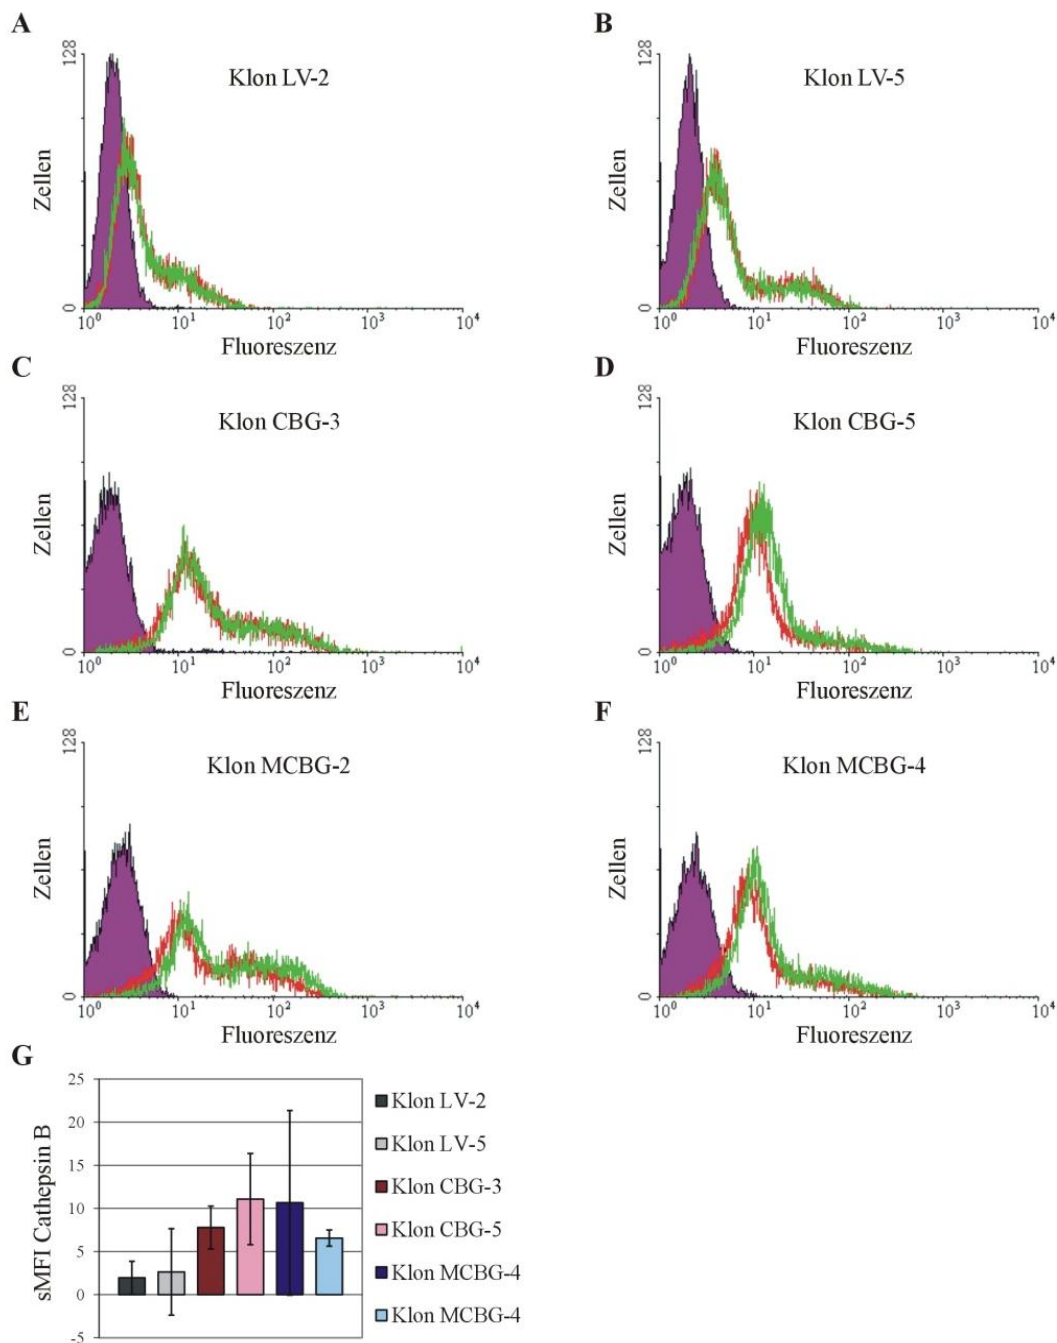 A
B
128
Klon LV-2
Zellen
0
10⁰ 10¹ 10² 10³ 10⁴
Fluoreszenz
128
Klon LV-5
Zellen
0
10⁰ 10¹ 10² 10³ 10⁴
Fluoreszenz
C
D
128
Klon CBG-3
Zellen
0
10⁰ 10¹ 10² 10³ 10⁴
Fluoreszenz
128
Klon CBG-5
Zellen
0
10⁰ 10¹ 10² 10³ 10⁴
Fluoreszenz
E
F
128
Klon MCBG-2
Zellen
0
10⁰ 10¹ 10² 10³ 10⁴
Fluoreszenz
128
Klon MCBG-4
Zellen
0
10⁰ 10¹ 10² 10³ 10⁴
Fluoreszenz
G
sMFI Cathepsin B
25
20
15
10
5
0
-5
Klon LV-2
Klon LV-5
Klon CBG-3
Klon CBG-5
Klon MCBG-4
Klon MCBG-4